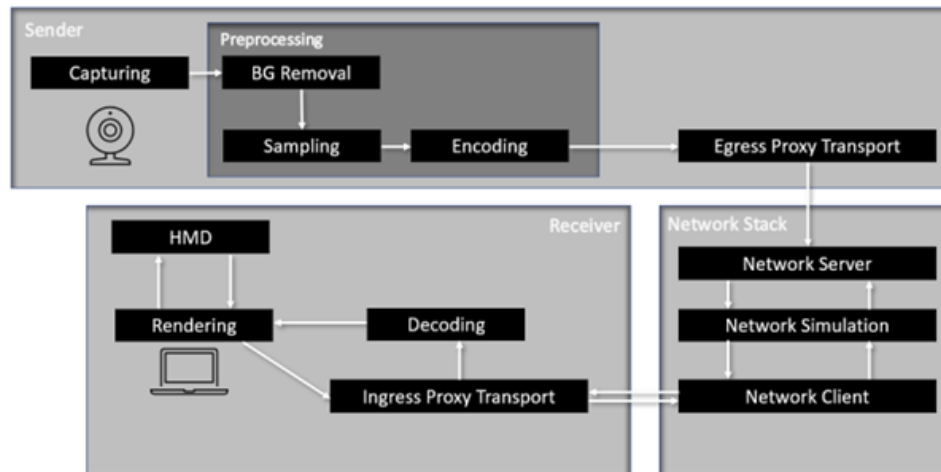 Sender
Preprocessing
Capturing
BG Removal
Sampling
Encoding
Egress Proxy Transport
Receiver
Network Stack
HMD
Network Server
Rendering
Decoding
Network Simulation
Ingress Proxy Transport
Network Client